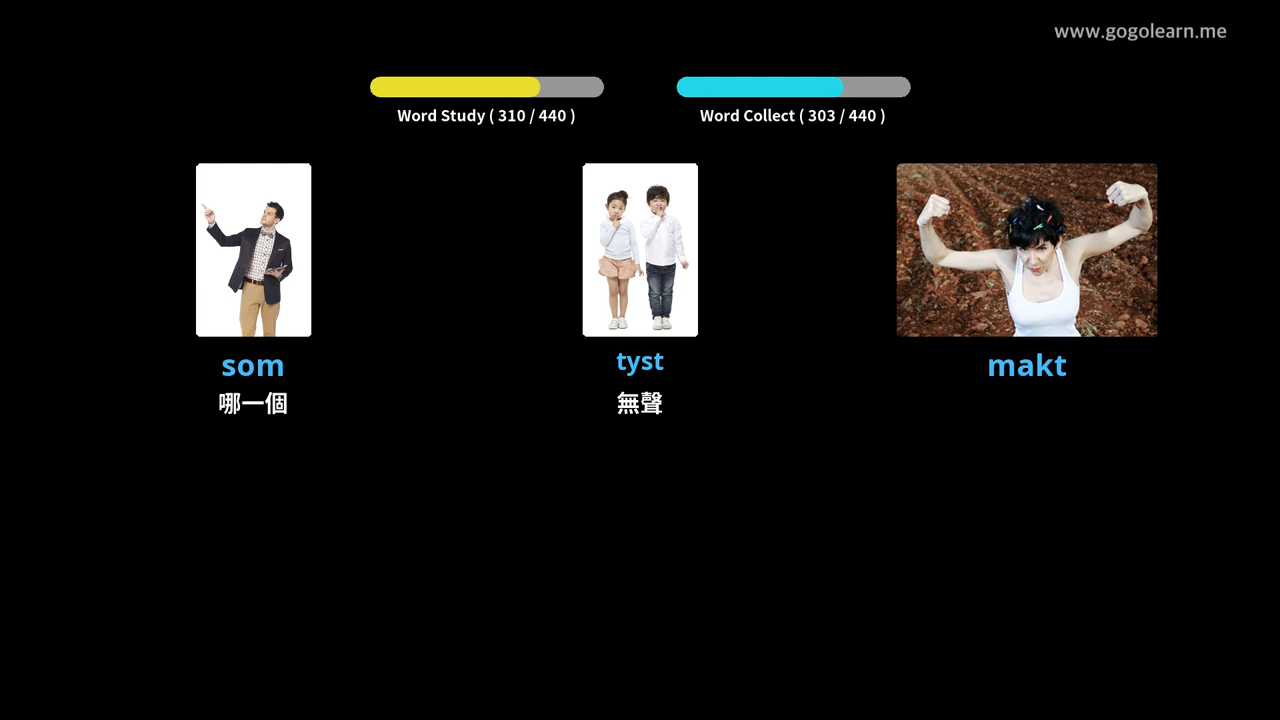 www.gogolearn.me
Word Study ( 310 / 440 )
Word Collect ( 303 / 440 )
som
哪一個
tyst
無聲
makt